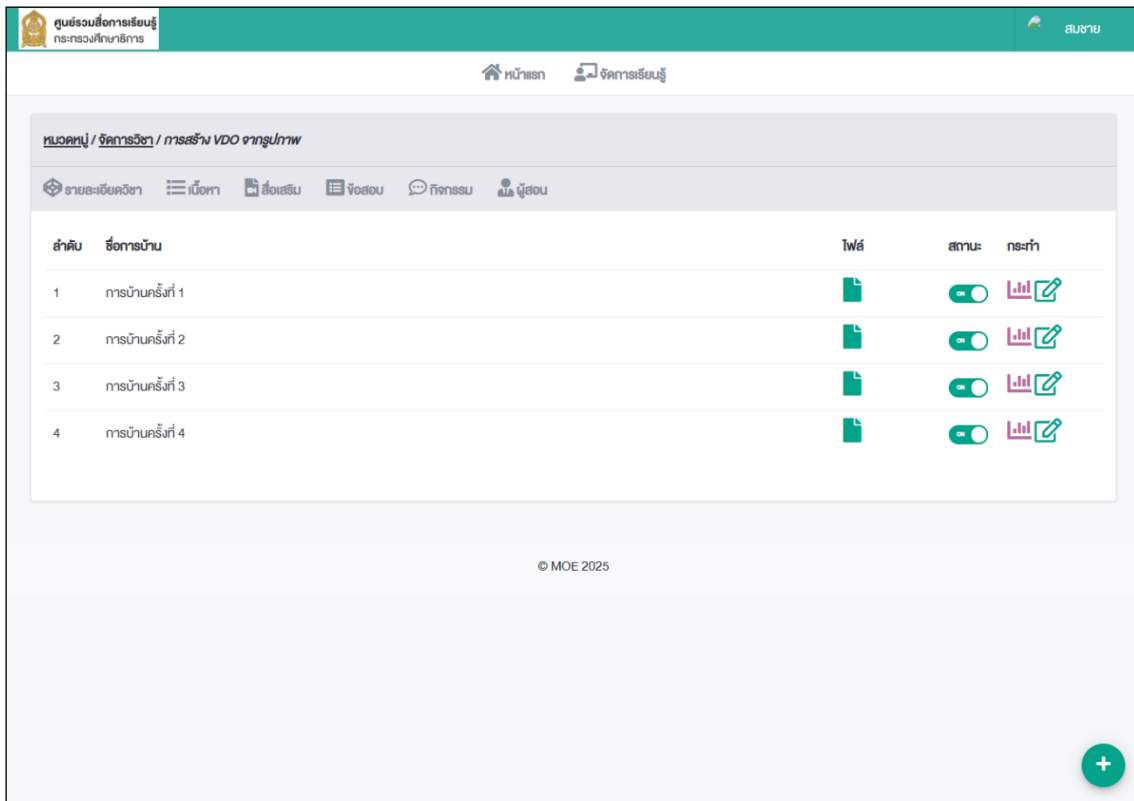 ศูนย์รวมสื่อการเรียนรู้
กระทรวงศึกษาธิการ
สมชาย
หน้าแรก จัดการเรียนรู้
หมวดหมู่ / จัดการวิชา / การสร้าง VDO จากรูปภาพ
รายละเอียดวิชา เนื้อหา สื่อเสริม ข้อสอบ กิจกรรม ผู้สอน
ลำดับ ชื่อการบ้าน ไฟล์ สถานะ กระทำ
1 การบ้านครั้งที่ 1 ON
2 การบ้านครั้งที่ 2 ON
3 การบ้านครั้งที่ 3 ON
4 การบ้านครั้งที่ 4 ON
© MOE 2025